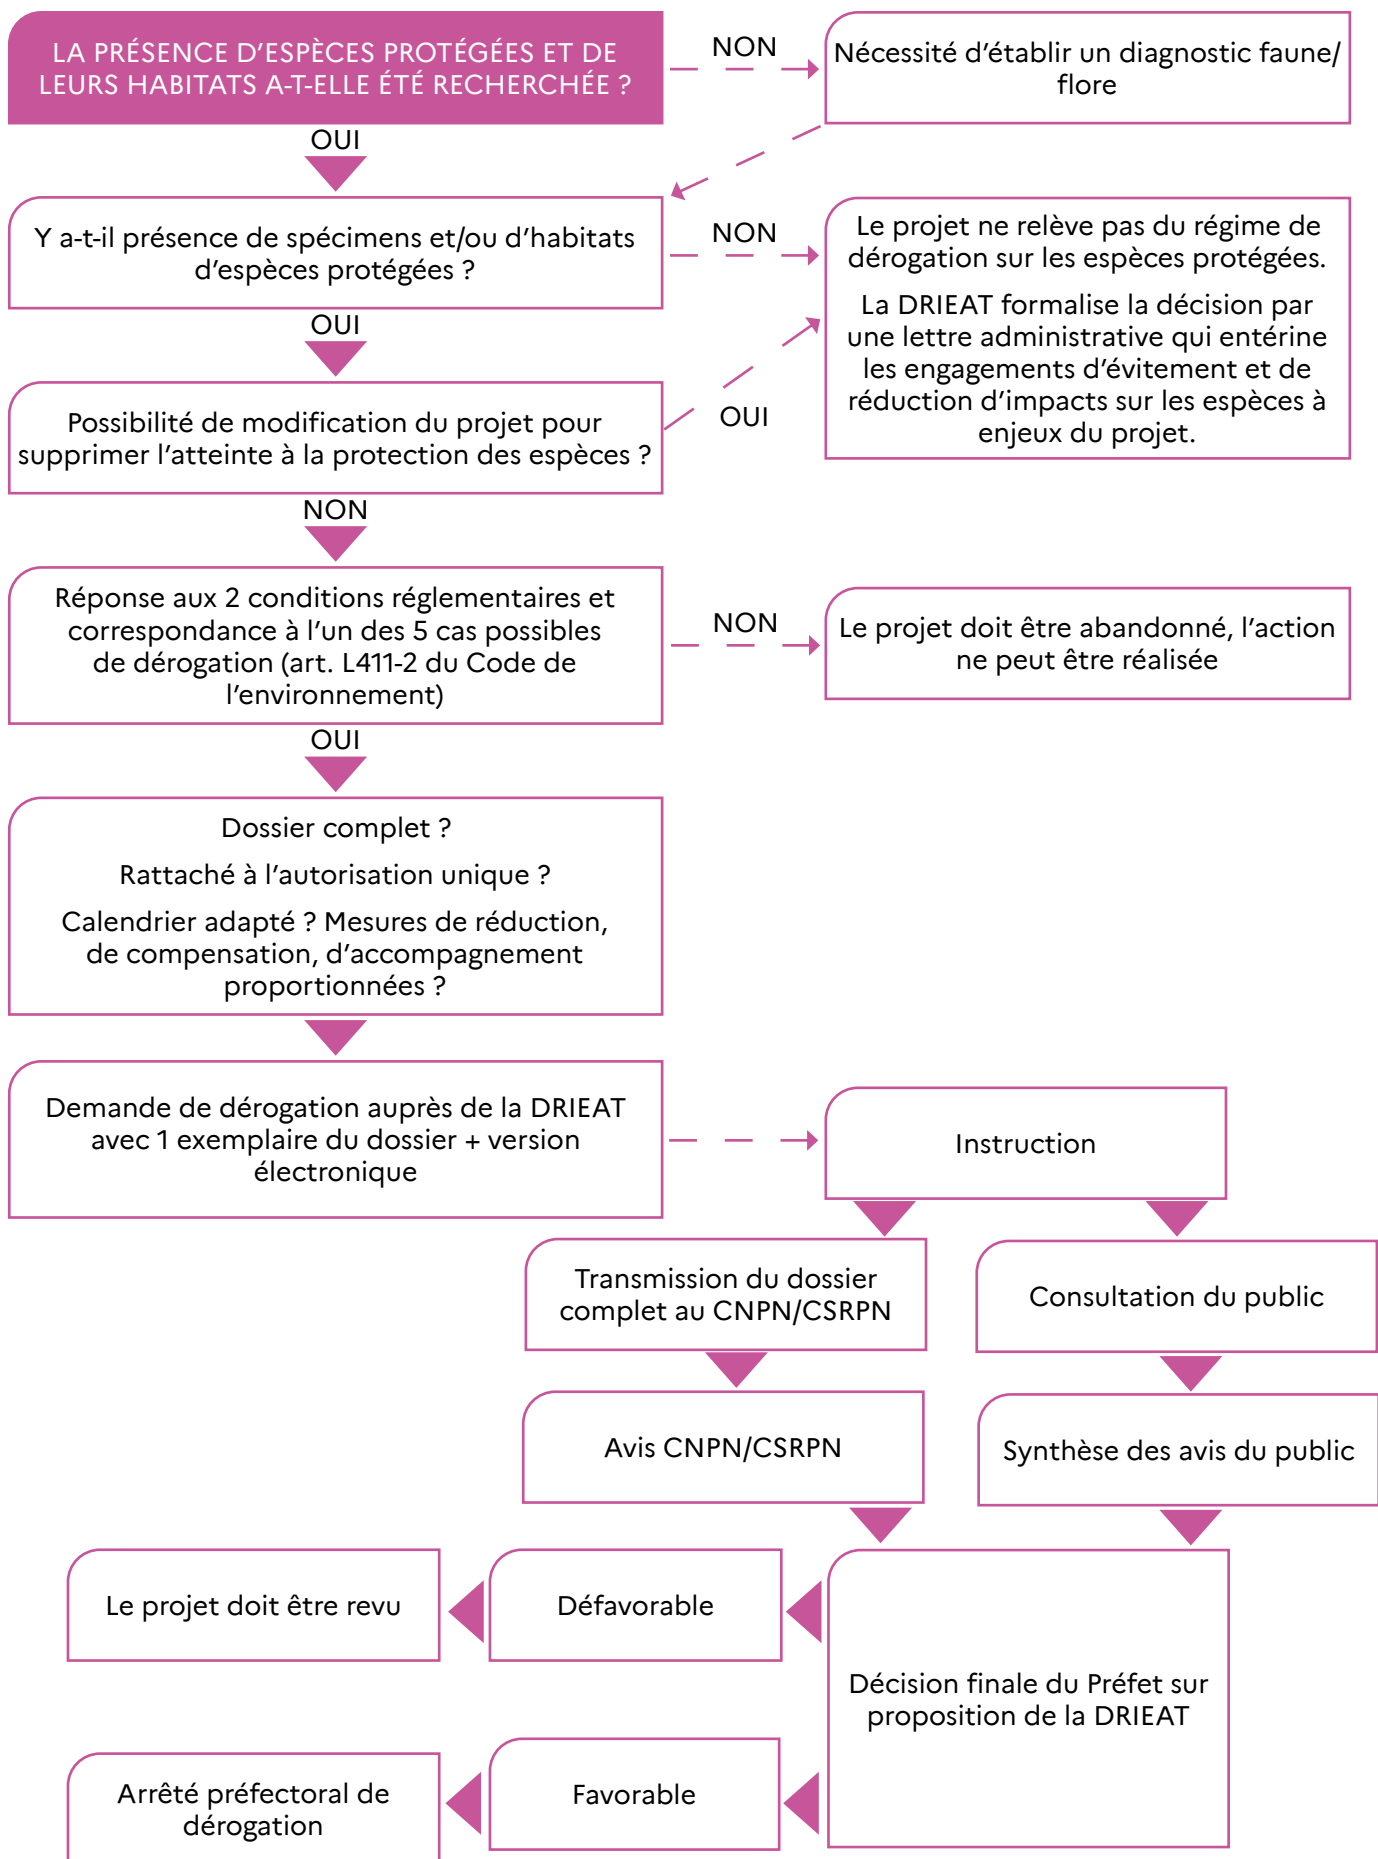 LA PRÉSENCE D’ESPÈCES PROTÉGÉES ET DE
LEURS HABITATS A-T-ELLE ÉTÉ RECHERCHÉE ?
NON
Nécessité d’établir un diagnostic faune/
flore
OUI
Y a-t-il présence de spécimens et/ou d’habitats
d’espèces protégées ?
NON
Le projet ne relève pas du régime de
dérogation sur les espèces protégées.
La DRIEAT formalise la décision par
une lettre administrative qui entérine
les engagements d’évitement et de
réduction d’impacts sur les espèces à
enjeux du projet.
OUI
Possibilité de modification du projet pour
supprimer l’atteinte à la protection des espèces ?
OUI
NON
Réponse aux 2 conditions réglementaires et
correspondance à l’un des 5 cas possibles
de dérogation (art. L411-2 du Code de
l’environnement)
NON
Le projet doit être abandonné, l’action
ne peut être réalisée
OUI
Dossier complet ?
Rattaché à l’autorisation unique ?
Calendrier adapté ? Mesures de réduction,
de compensation, d’accompagnement
proportionnées ?
Demande de dérogation auprès de la DRIEAT
avec 1 exemplaire du dossier + version
électronique
Instruction
Transmission du dossier
complet au CNPN/CSRPN
Consultation du public
Avis CNPN/CSRPN
Synthèse des avis du public
Le projet doit être revu
Défavorable
Décision finale du Préfet sur
proposition de la DRIEAT
Favorable
Arrêté préfectoral de
dérogation